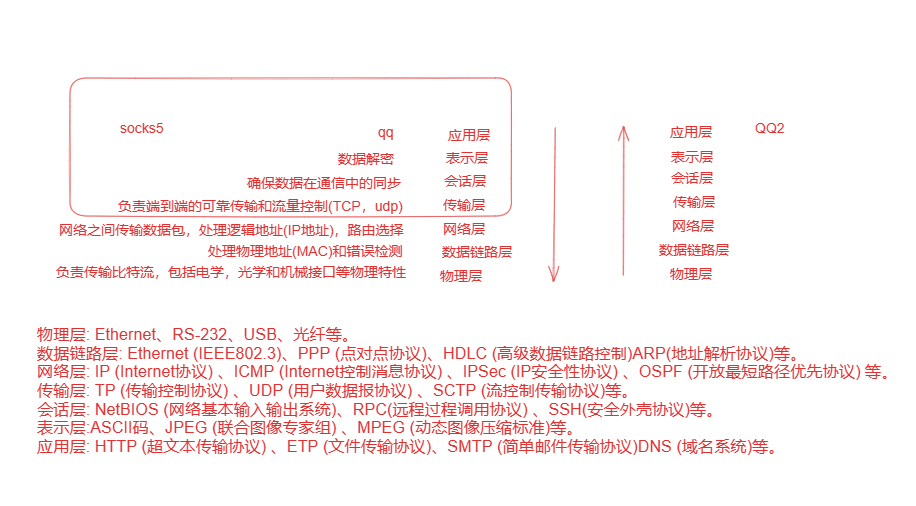 socks5 qq 应用层 应用层 QQ2
数据解密 表示层 表示层
确保数据在通信中的同步 会话层 会话层
负责端到端的可靠传输和流量控制(TCP，udp) 传输层 传输层
网络之间传输数据包，处理逻辑地址(IP地址)，路由选择 网络层 网络层
处理物理地址(MAC)和错误检测 数据链路层 数据链路层
负责传输比特流，包括电学，光学和机械接口等物理特性 物理层 物理层
物理层: Ethernet、RS-232、USB、光纤等。
数据链路层: Ethernet (IEEE802.3)、PPP (点对点协议)、HDLC (高级数据链路控制)ARP(地址解析协议)等。
网络层: IP (Internet协议) 、ICMP (Internet控制消息协议) 、IPSec (IP安全性协议) 、OSPF (开放最短路径优先协议) 等。
传输层: TP (传输控制协议) 、UDP (用户数据报协议) 、SCTP (流控制传输协议)等。
会话层: NetBIOS (网络基本输入输出系统)、RPC(远程过程调用协议) 、SSH(安全外壳协议)等。
表示层:ASCII码、JPEG (联合图像专家组) 、MPEG (动态图像压缩标准)等。
应用层: HTTP (超文本传输协议) 、ETP (文件传输协议)、SMTP (简单邮件传输协议)DNS (域名系统)等。